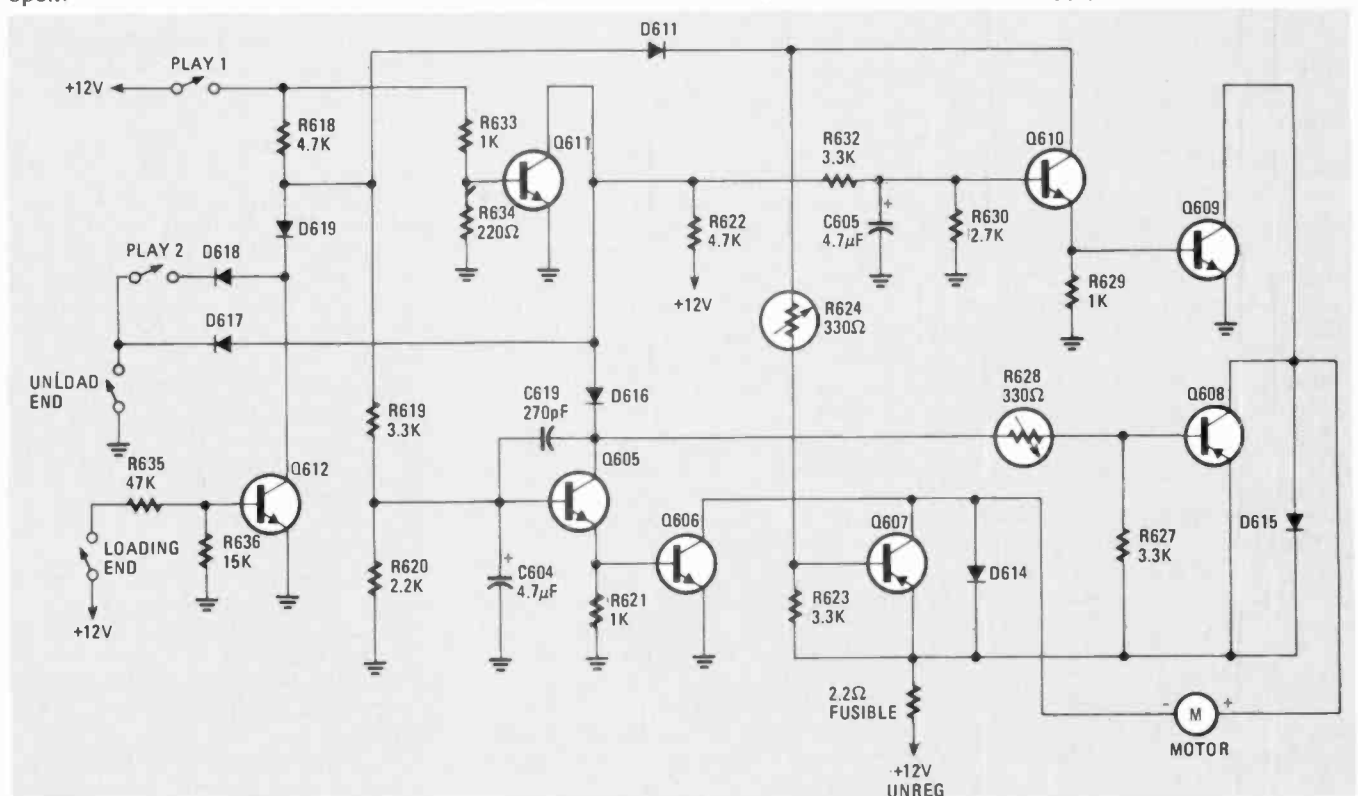 D611
PLAY 1
+12V
R618
4.7K
R633
1K
Q611
R634
220Ω
R622
4.7K
+12V
R632
3.3K
C605
4.7µF
+
R630
2.7K
Q610
R629
1K
Q609
D619
PLAY 2
D618
D617
UNLOAD
END
R624
330Ω
R619
3.3K
C619
270pF
D616
R628
330Ω
Q608
R635
47K
Q612
Q605
Q606
Q607
D614
R627
3.3K
D615
LOADING
END
+12V
R636
15K
R620
2.2K
+
C604
4.7µF
R621
1K
R623
3.3K
2.2Ω
FUSIBLE
+12V
UNREG
-
M
+
MOTOR